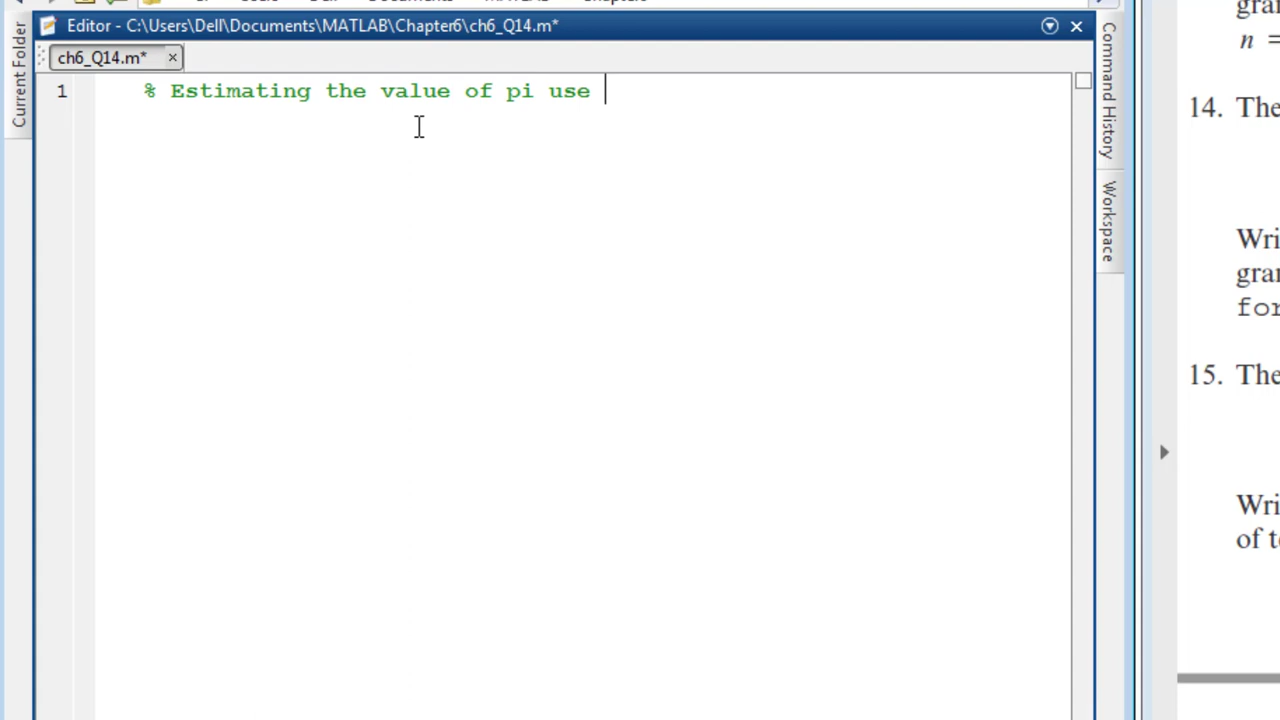 Editor - C:\Users\Dell\Documents\MATLAB\Chapter6\ch6_Q14.m*
ch6_Q14.m* ×
1 % Estimating the value of pi use
Current Folder
Command History
Workspace
n =
14. The
Wri
gra
for
15. The
Wri
of t